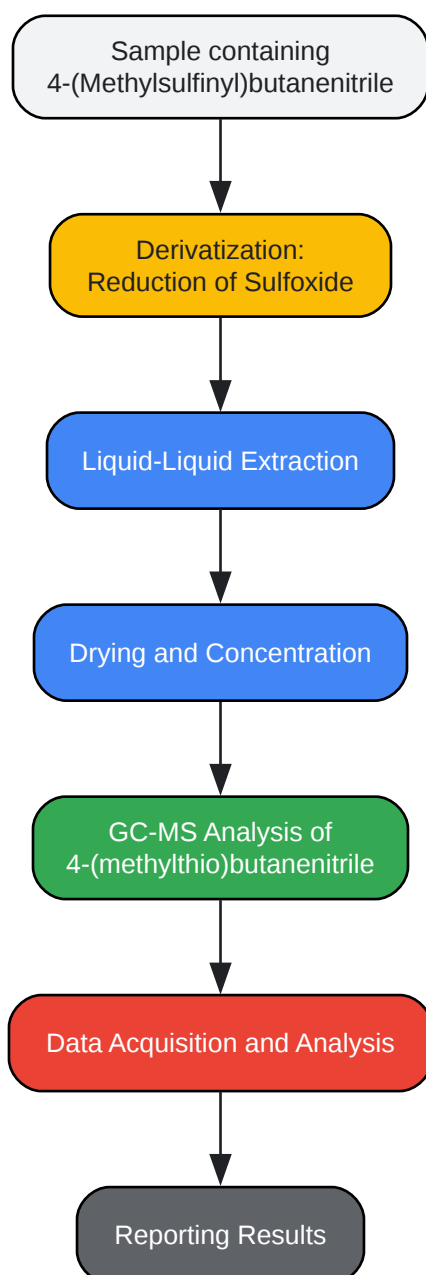 Sample containing
4-(Methylsulfinyl)butanenitrile
Derivatization:
Reduction of Sulfoxide
Liquid-Liquid Extraction
Drying and Concentration
GC-MS Analysis of
4-(methylthio)butanenitrile
Data Acquisition and Analysis
Reporting Results